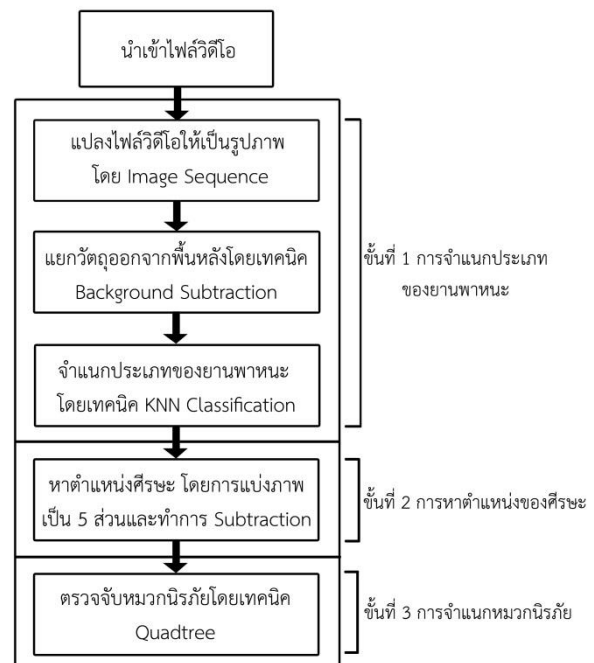 นำเข้าไฟล์วิดีโอ
แปลงไฟล์วิดีโอให้เป็นรูปภาพ
โดย Image Sequence
แยกวัตถุออกจากพื้นหลังโดยเทคนิค
Background Subtraction
จำแนกประเภทของยานพาหนะ
โดยเทคนิค KNN Classification
ขั้นที่ 1 การจำแนกประเภท
ของยานพาหนะ
หาตำแหน่งศีรษะ โดยการแบ่งภาพ
เป็น 5 ส่วนและทำการ Subtraction
ขั้นที่ 2 การหาตำแหน่งของศีรษะ
ตรวจจับหมวกนิรภัยโดยเทคนิค
Quadtree
ขั้นที่ 3 การจำแนกหมวกนิรภัย